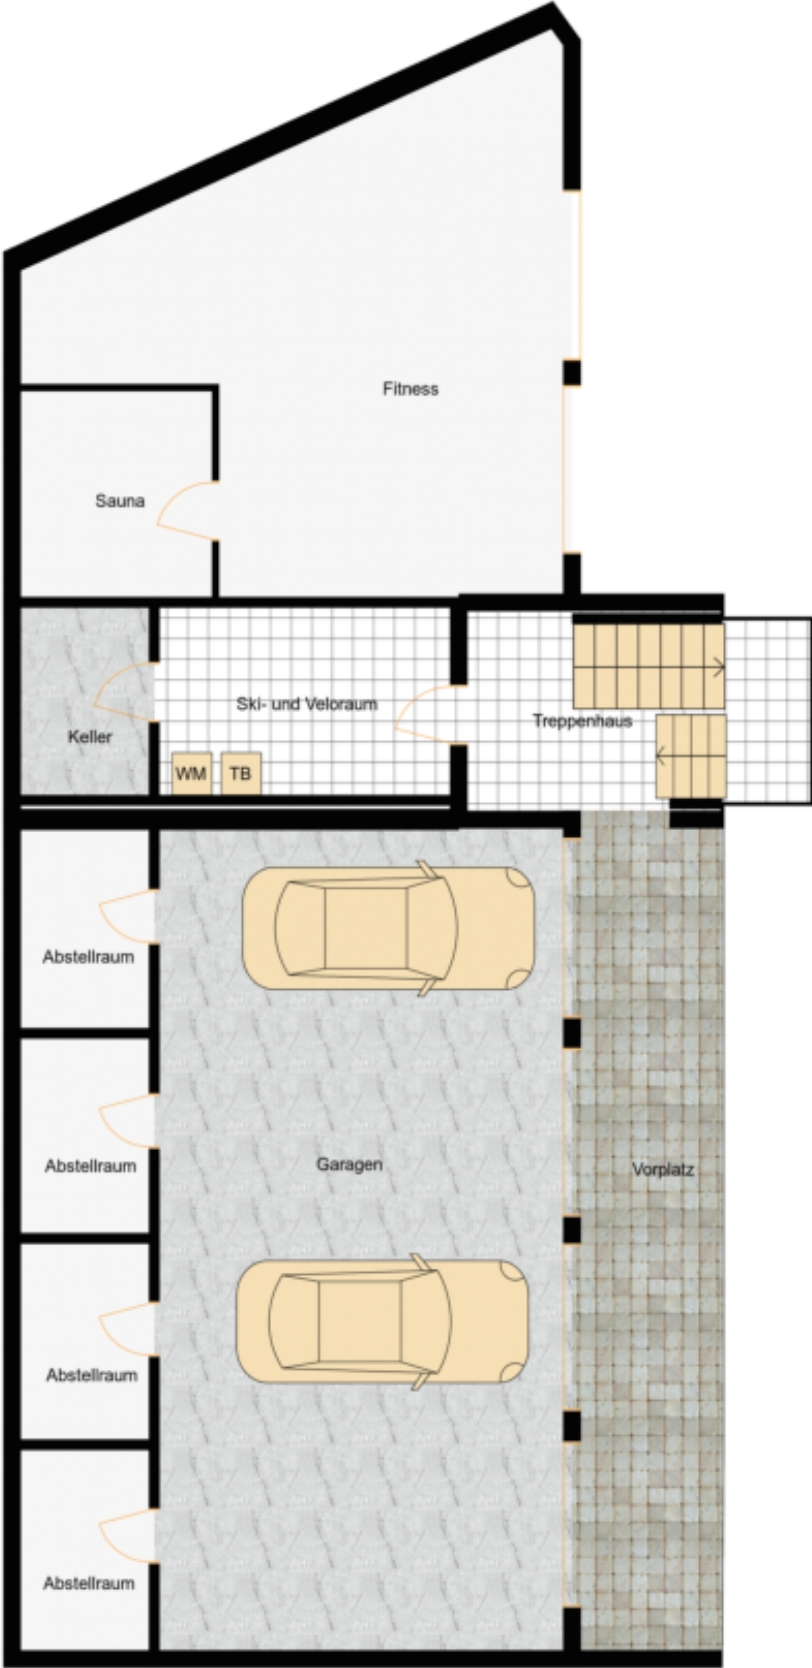 Fitness
Sauna
Ski- und Veloraum
Treppenhaus
Keller
WM
TB
Abstellraum
Garagen
Vorplatz
Abstellraum
Abstellraum
Abstellraum